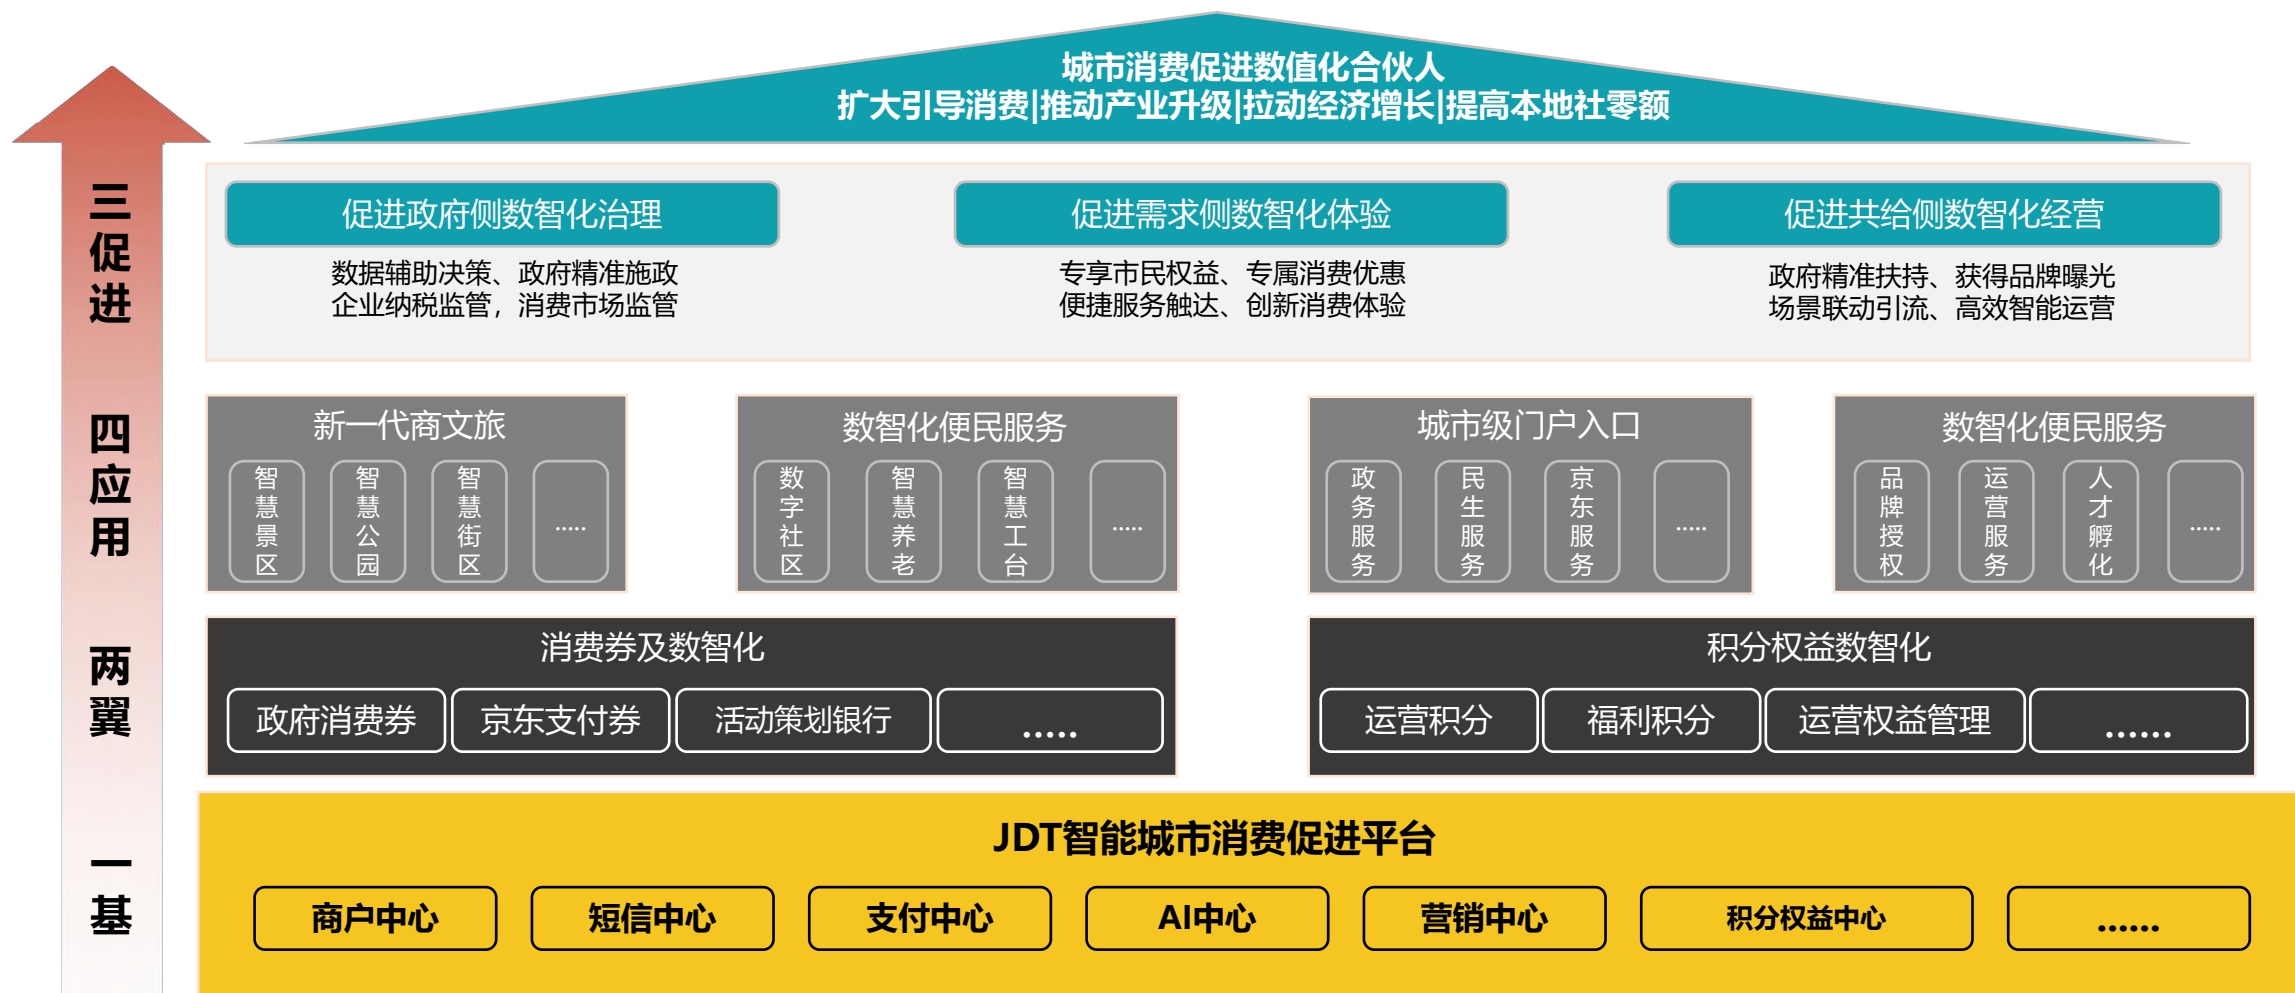 城市消费促进数值化合伙人
扩大引导消费|推动产业升级|拉动经济增长|提高本地社零额
三促进
促进政府侧数智化治理
数据辅助决策、政府精准施政
企业纳税监管，消费市场监管
促进需求侧数智化体验
专享市民权益、专属消费优惠
便捷服务触达、创新消费体验
促进共给侧数智化经营
政府精准扶持、获得品牌曝光
场景联动引流、高效智能运营
四应用
新一代商文旅
智慧景区
智慧公园
智慧街区
.....
数智化便民服务
数字社区
智慧养老
智慧工台
.....
城市级门户入口
政务服务
民生服务
京东服务
.....
数智化便民服务
品牌授权
运营服务
人才孵化
.....
两翼
消费券及数智化
政府消费券
京东支付券
活动策划银行
.....
积分权益数智化
运营积分
福利积分
运营权益管理
......
一基
JDT智能城市消费促进平台
商户中心
短信中心
支付中心
AI中心
营销中心
积分权益中心
......